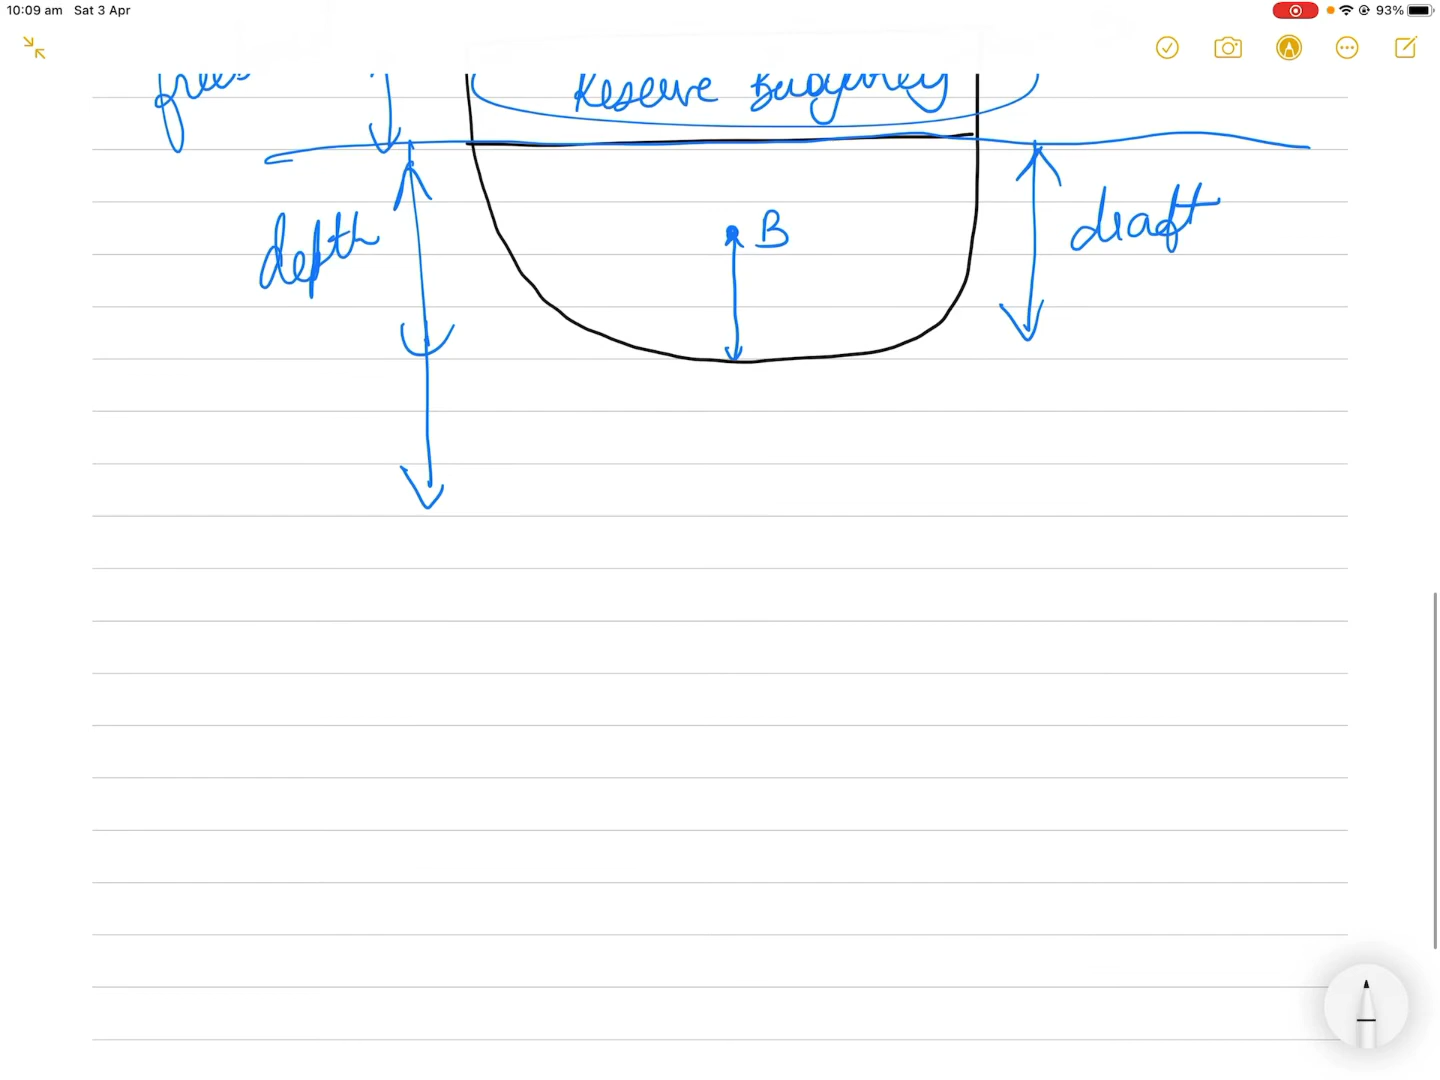 10:09 am Sat 3 Apr 93%
Reserve Buoyancy
depth
B
draft